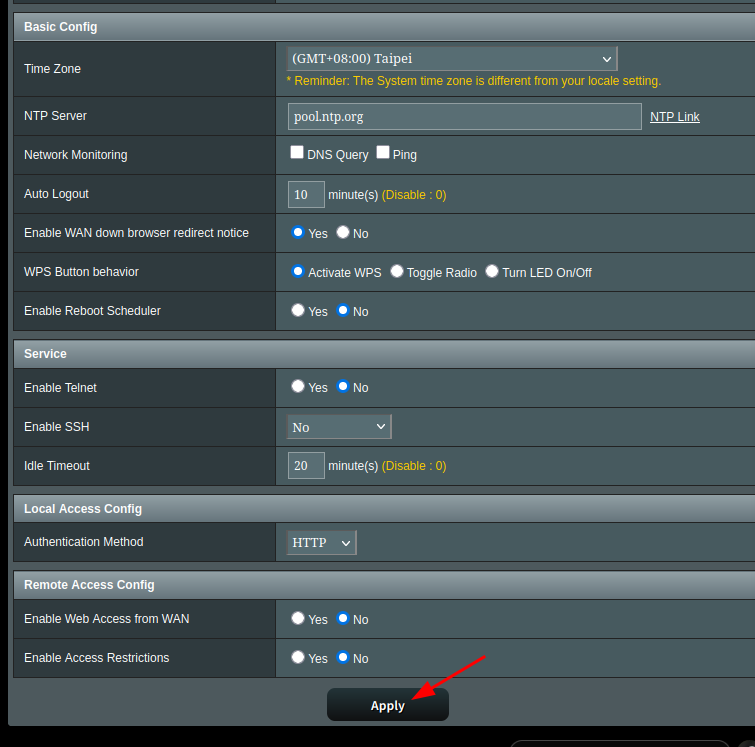 Basic Config
Time Zone
(GMT+08:00) Taipei
* Reminder: The System time zone is different from your locale setting.
NTP Server
pool.ntp.org NTP Link
Network Monitoring
DNS Query Ping
Auto Logout
10 minute(s) (Disable : 0)
Enable WAN down browser redirect notice
Yes No
WPS Button behavior
Activate WPS Toggle Radio Turn LED On/Off
Enable Reboot Scheduler
Yes No
Service
Enable Telnet
Yes No
Enable SSH
No
Idle Timeout
20 minute(s) (Disable : 0)
Local Access Config
Authentication Method
HTTP
Remote Access Config
Enable Web Access from WAN
Yes No
Enable Access Restrictions
Yes No
Apply